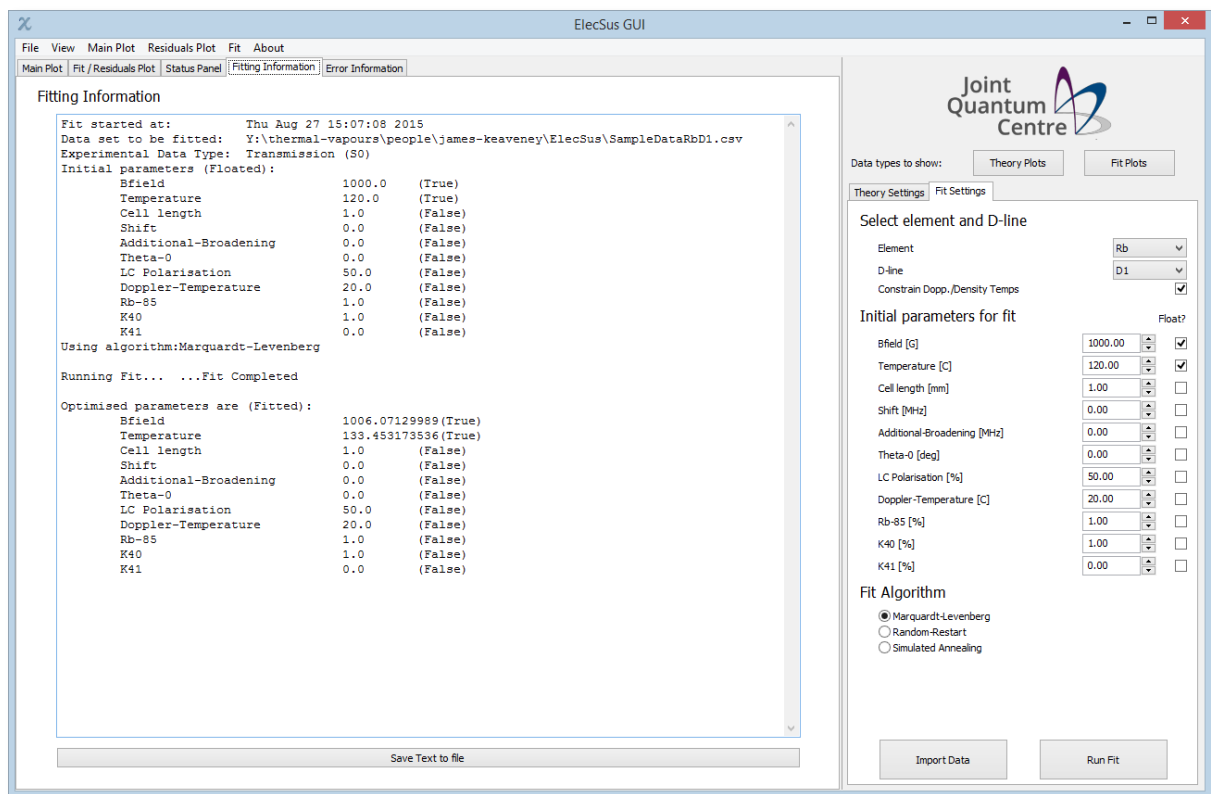 ElecSus GUI
File View Main Plot Residuals Plot Fit About
Main Plot Fit / Residuals Plot Status Panel Fitting Information Error Information
Fitting Information
Fit started at: Thu Aug 27 15:07:08 2015
Data set to be fitted: Y:\thermal-vapours\people\james-keaveney\ElecSus\SampleDataRbD1.csv
Experimental Data Type: Transmission (S0)
Initial parameters (Floated):
Bfield 1000.0 (True)
Temperature 120.0 (True)
Cell length 1.0 (False)
Shift 0.0 (False)
Additional-Broadening 0.0 (False)
Theta-0 0.0 (False)
LC Polarisation 50.0 (False)
Doppler-Temperature 20.0 (False)
Rb-85 1.0 (False)
K40 1.0 (False)
K41 0.0 (False)
Using algorithm:Marquardt-Levenberg
Running Fit... ...Fit Completed
Optimised parameters are (Fitted):
Bfield 1006.07129989(True)
Temperature 133.453173536(True)
Cell length 1.0 (False)
Shift 0.0 (False)
Additional-Broadening 0.0 (False)
Theta-0 0.0 (False)
LC Polarisation 50.0 (False)
Doppler-Temperature 20.0 (False)
Rb-85 1.0 (False)
K40 1.0 (False)
K41 0.0 (False)
Save Text to file
Joint
Quantum
Centre
Data types to show: Theory Plots Fit Plots
Theory Settings Fit Settings
Select element and D-line
Element Rb
D-line D1
Constrain Dopp./Density Temps
Initial parameters for fit Float?
Bfield [G] 1000.00
Temperature [C] 120.00
Cell length [mm] 1.00
Shift [MHz] 0.00
Additional-Broadening [MHz] 0.00
Theta-0 [deg] 0.00
LC Polarisation [%] 50.00
Doppler-Temperature [C] 20.00
Rb-85 [%] 1.00
K40 [%] 1.00
K41 [%] 0.00
Fit Algorithm
Marquardt-Levenberg
Random-Restart
Simulated Annealing
Import Data Run Fit